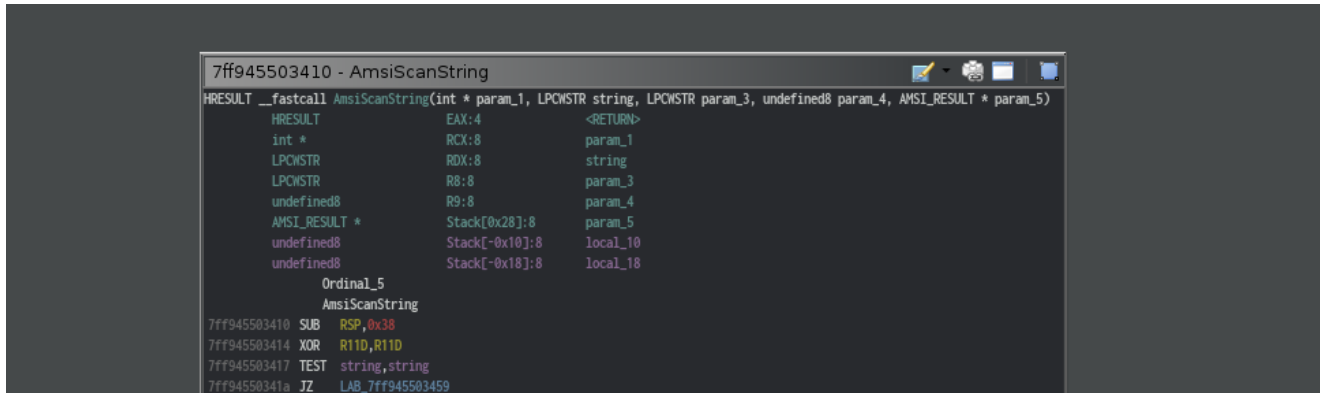 7ff945503410 - AmsiScanString
HRESULT __fastcall AmsiScanString(int * param_1, LPCWSTR string, LPCWSTR param_3, undefined8 param_4, AMSI_RESULT * param_5)
HRESULT EAX:4 <RETURN>
int * RCX:8 param_1
LPCWSTR RDX:8 string
LPCWSTR R8:8 param_3
undefined8 R9:8 param_4
AMSI_RESULT * Stack[0x28]:8 param_5
undefined8 Stack[-0x10]:8 local_10
undefined8 Stack[-0x18]:8 local_18
Ordinal_5
AmsiScanString
7ff945503410 SUB RSP,0x38
7ff945503414 XOR R11D,R11D
7ff945503417 TEST string,string
7ff94550341a JZ LAB_7ff945503459